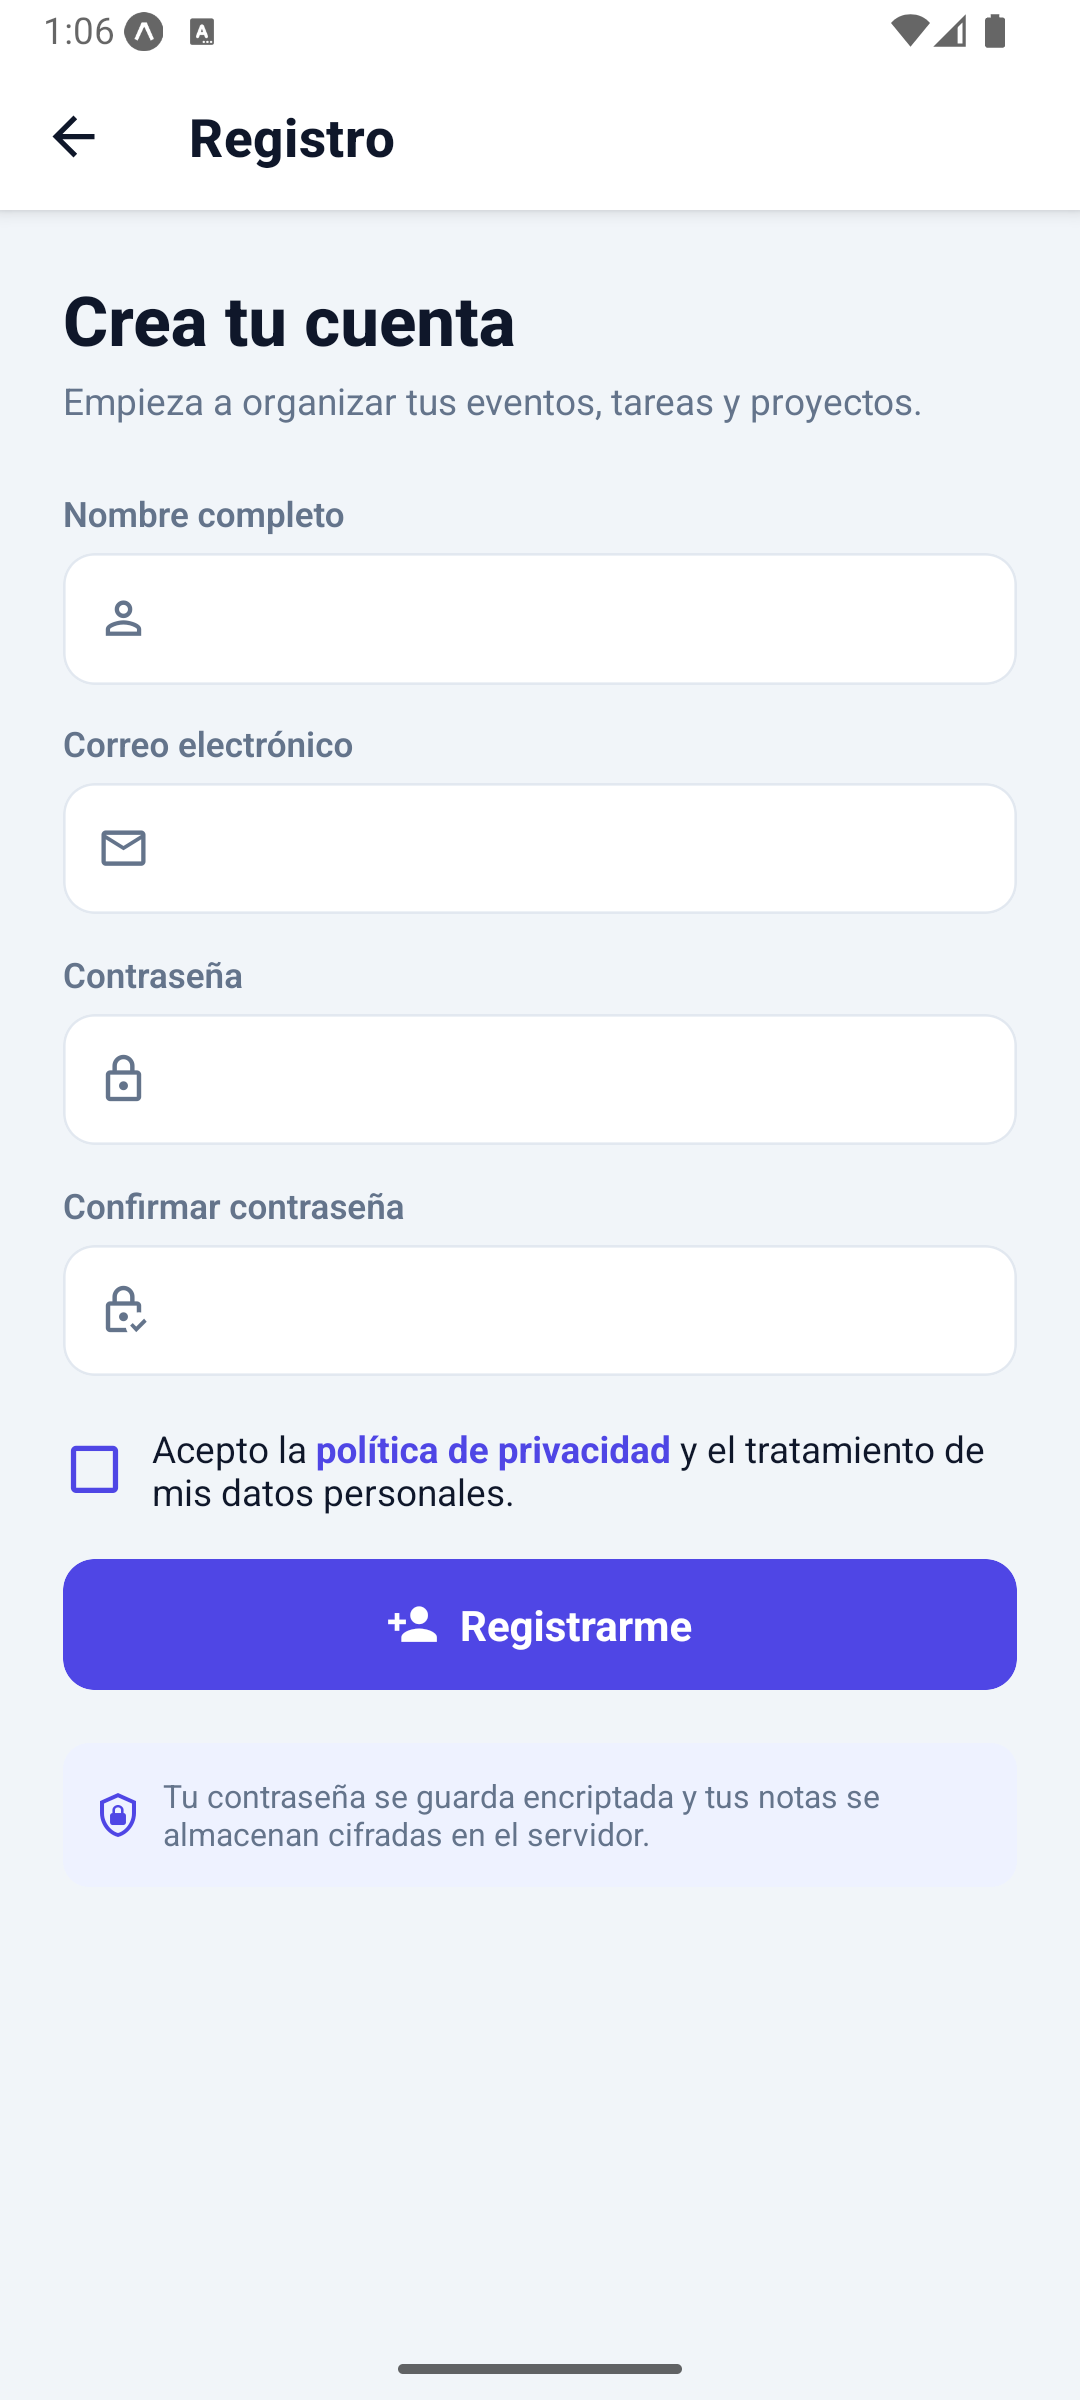 1:06
Registro
Crea tu cuenta
Empieza a organizar tus eventos, tareas y proyectos.
Nombre completo
Correo electrónico
Contraseña
Confirmar contraseña
Acepto la política de privacidad y el tratamiento de
mis datos personales.
Registrarme
Tu contraseña se guarda encriptada y tus notas se
almacenan cifradas en el servidor.